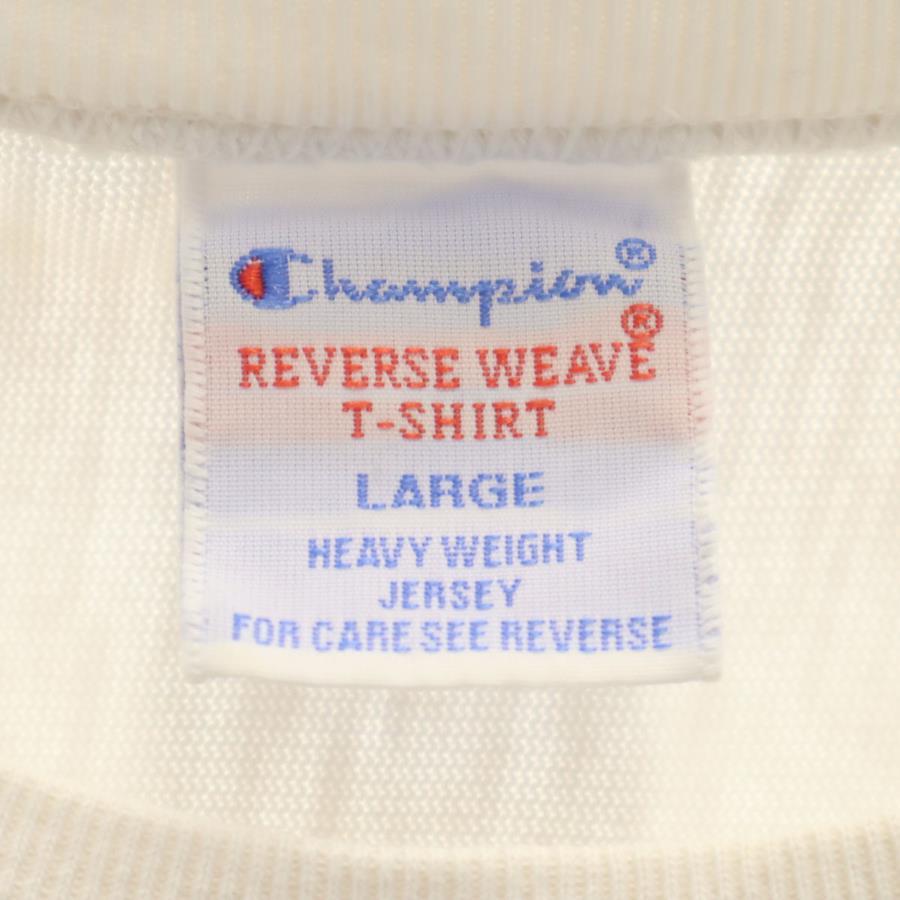 Champion®
REVERSE WEAVE®
T-SHIRT
LARGE
HEAVY WEIGHT
JERSEY
FOR CARE SEE REVERSE